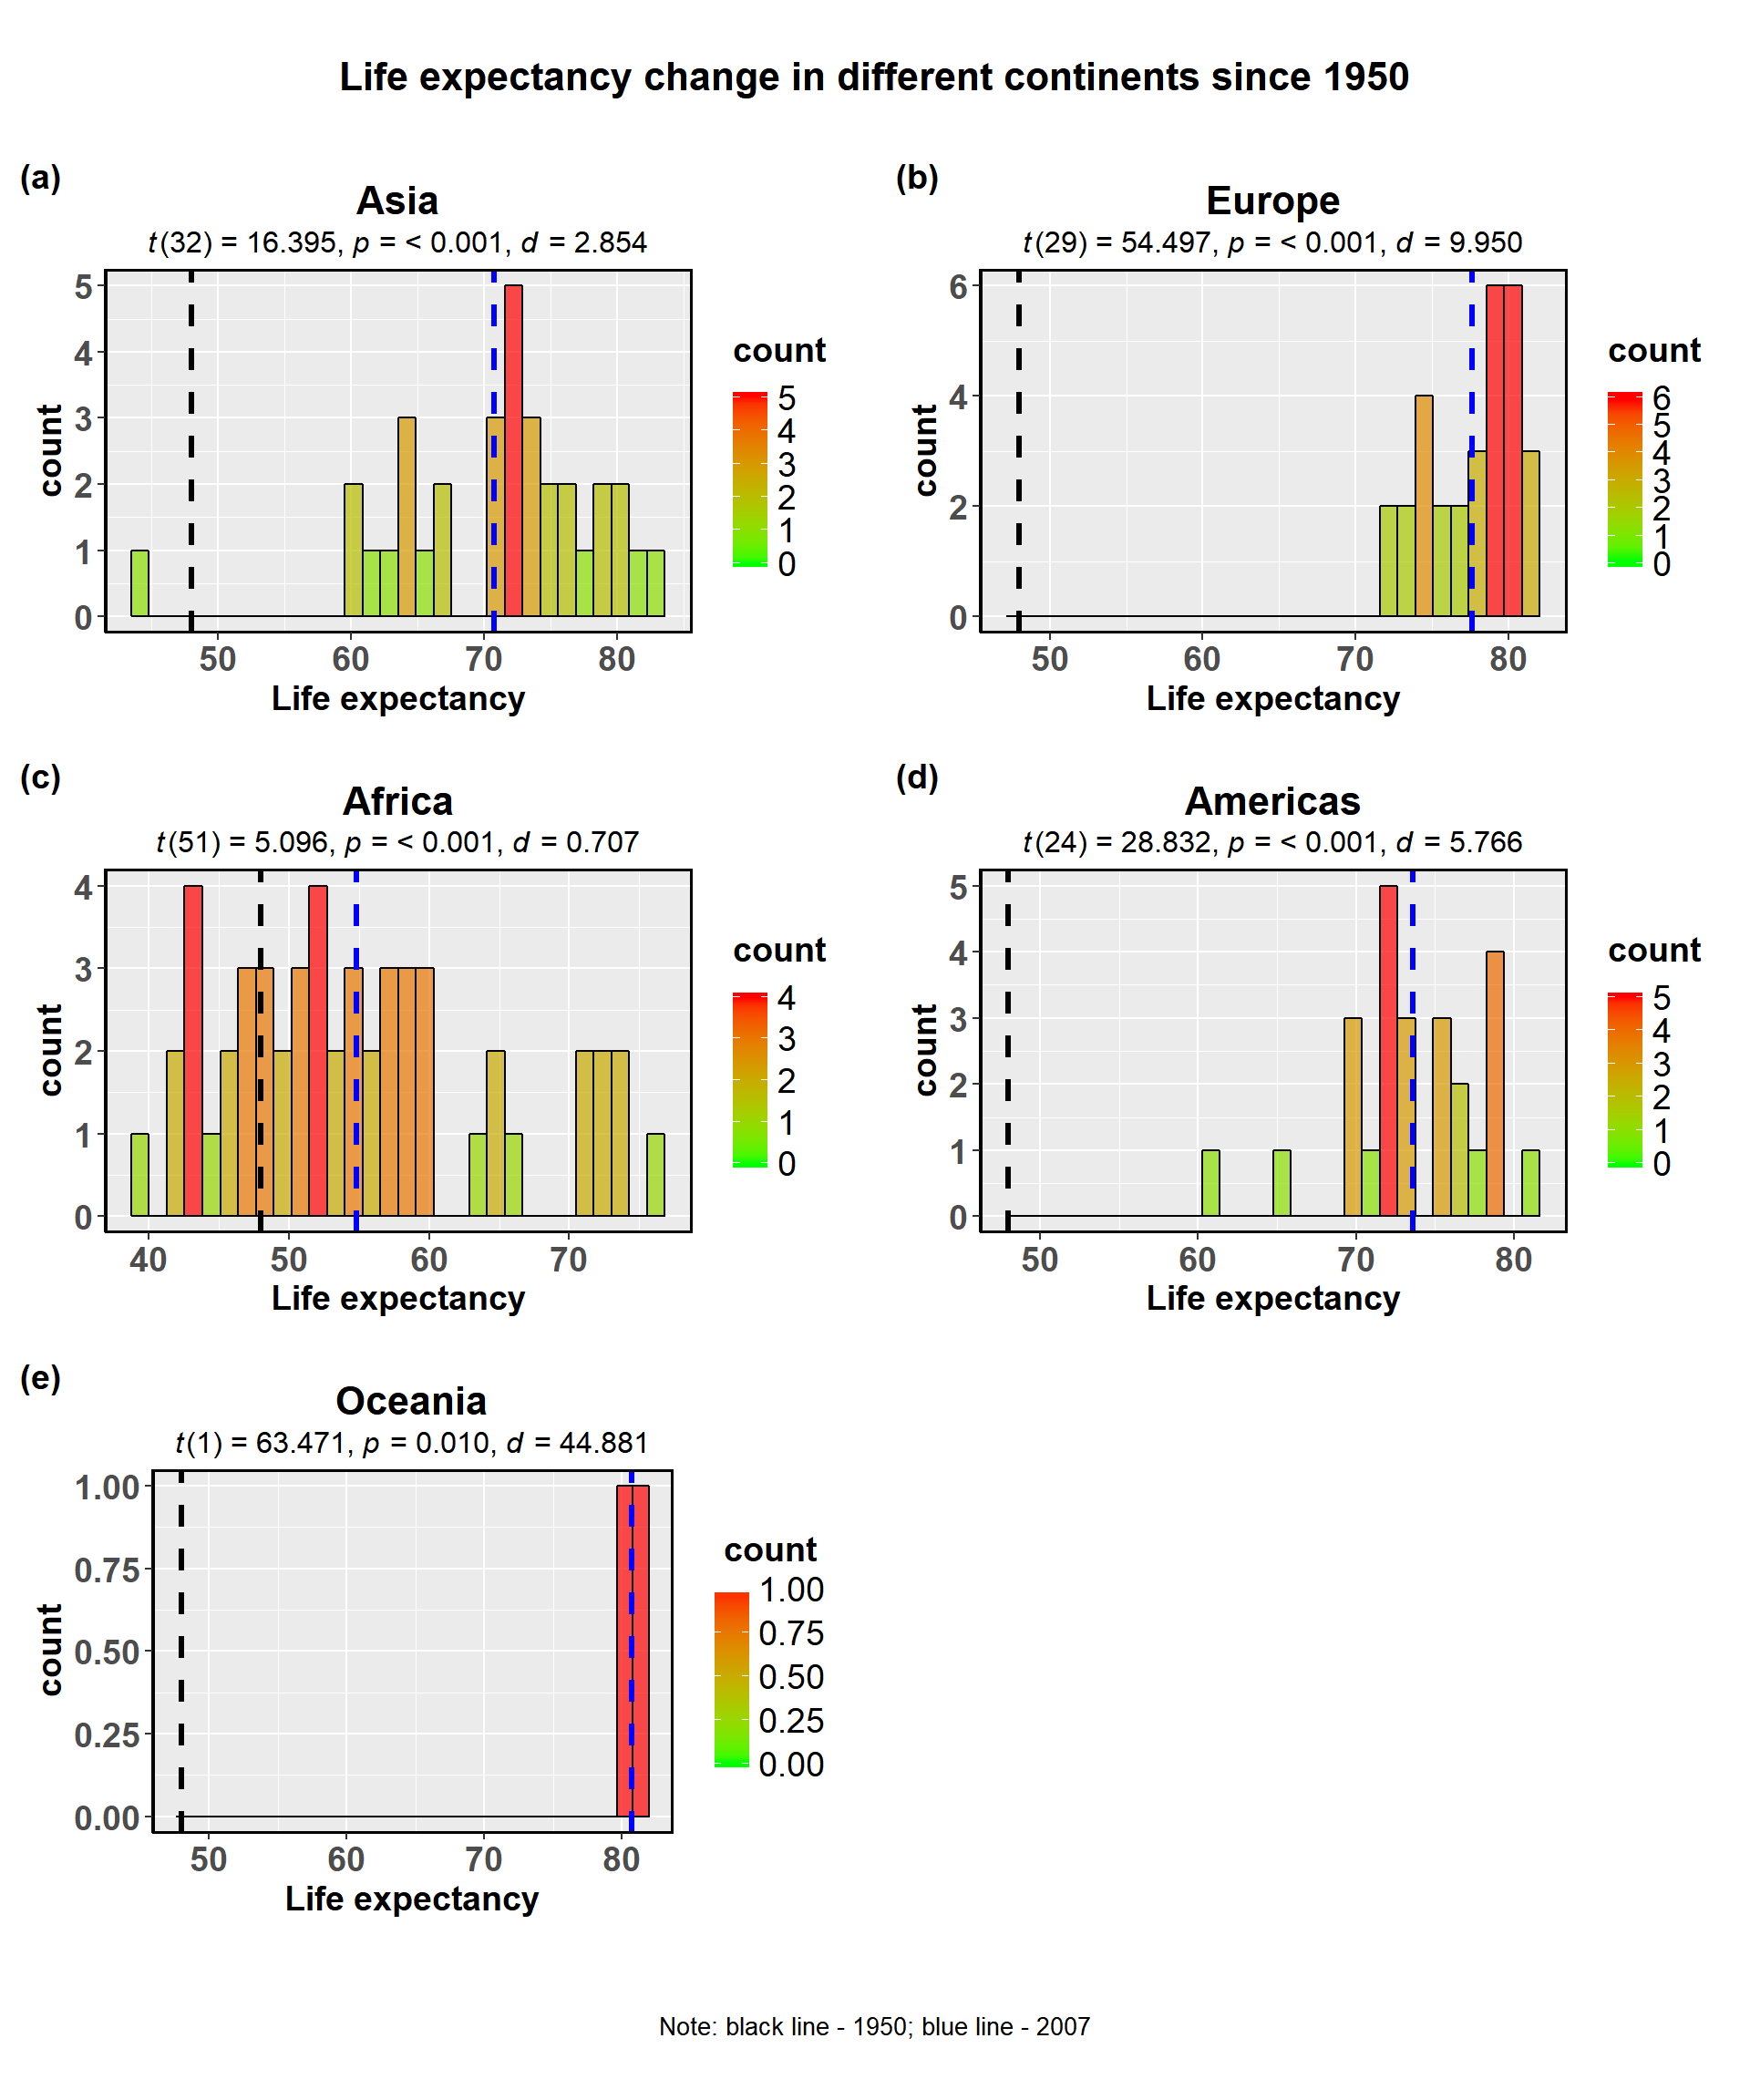 Life expectancy change in different continents since 1950
(a)
Asia
t(32) = 16.395, p = < 0.001, d = 2.854
5
4
3
2
1
0
count
50 60 70 80
Life expectancy
count
5
4
3
2
1
0
(b)
Europe
t(29) = 54.497, p = < 0.001, d = 9.950
6
4
2
0
count
50 60 70 80
Life expectancy
count
6
5
4
3
2
1
0
(c)
Africa
t(51) = 5.096, p = < 0.001, d = 0.707
4
3
2
1
0
count
40 50 60 70
Life expectancy
count
4
3
2
1
0
(d)
Americas
t(24) = 28.832, p = < 0.001, d = 5.766
5
4
3
2
1
0
count
50 60 70 80
Life expectancy
count
5
4
3
2
1
0
(e)
Oceania
t(1) = 63.471, p = 0.010, d = 44.881
1.00
0.75
0.50
0.25
0.00
count
50 60 70 80
Life expectancy
count
1.00
0.75
0.50
0.25
0.00
Note: black line - 1950; blue line - 2007